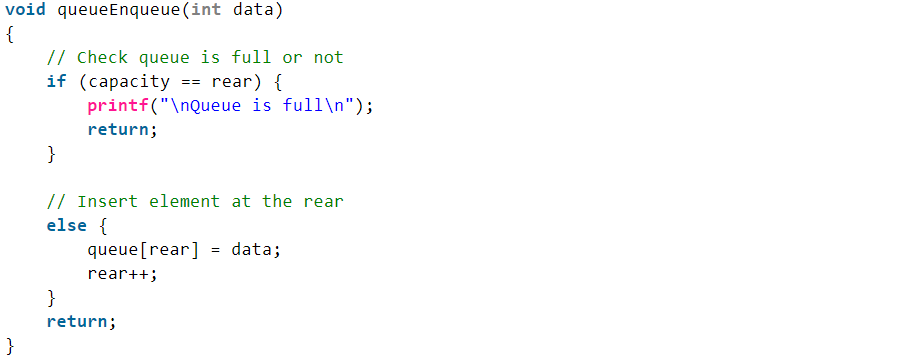 void queueEnqueue(int data)
{
    // Check queue is full or not
    if (capacity == rear) {
        printf("\nQueue is full\n");
        return;
    }

    // Insert element at the rear
    else {
        queue[rear] = data;
        rear++;
    }
    return;
}